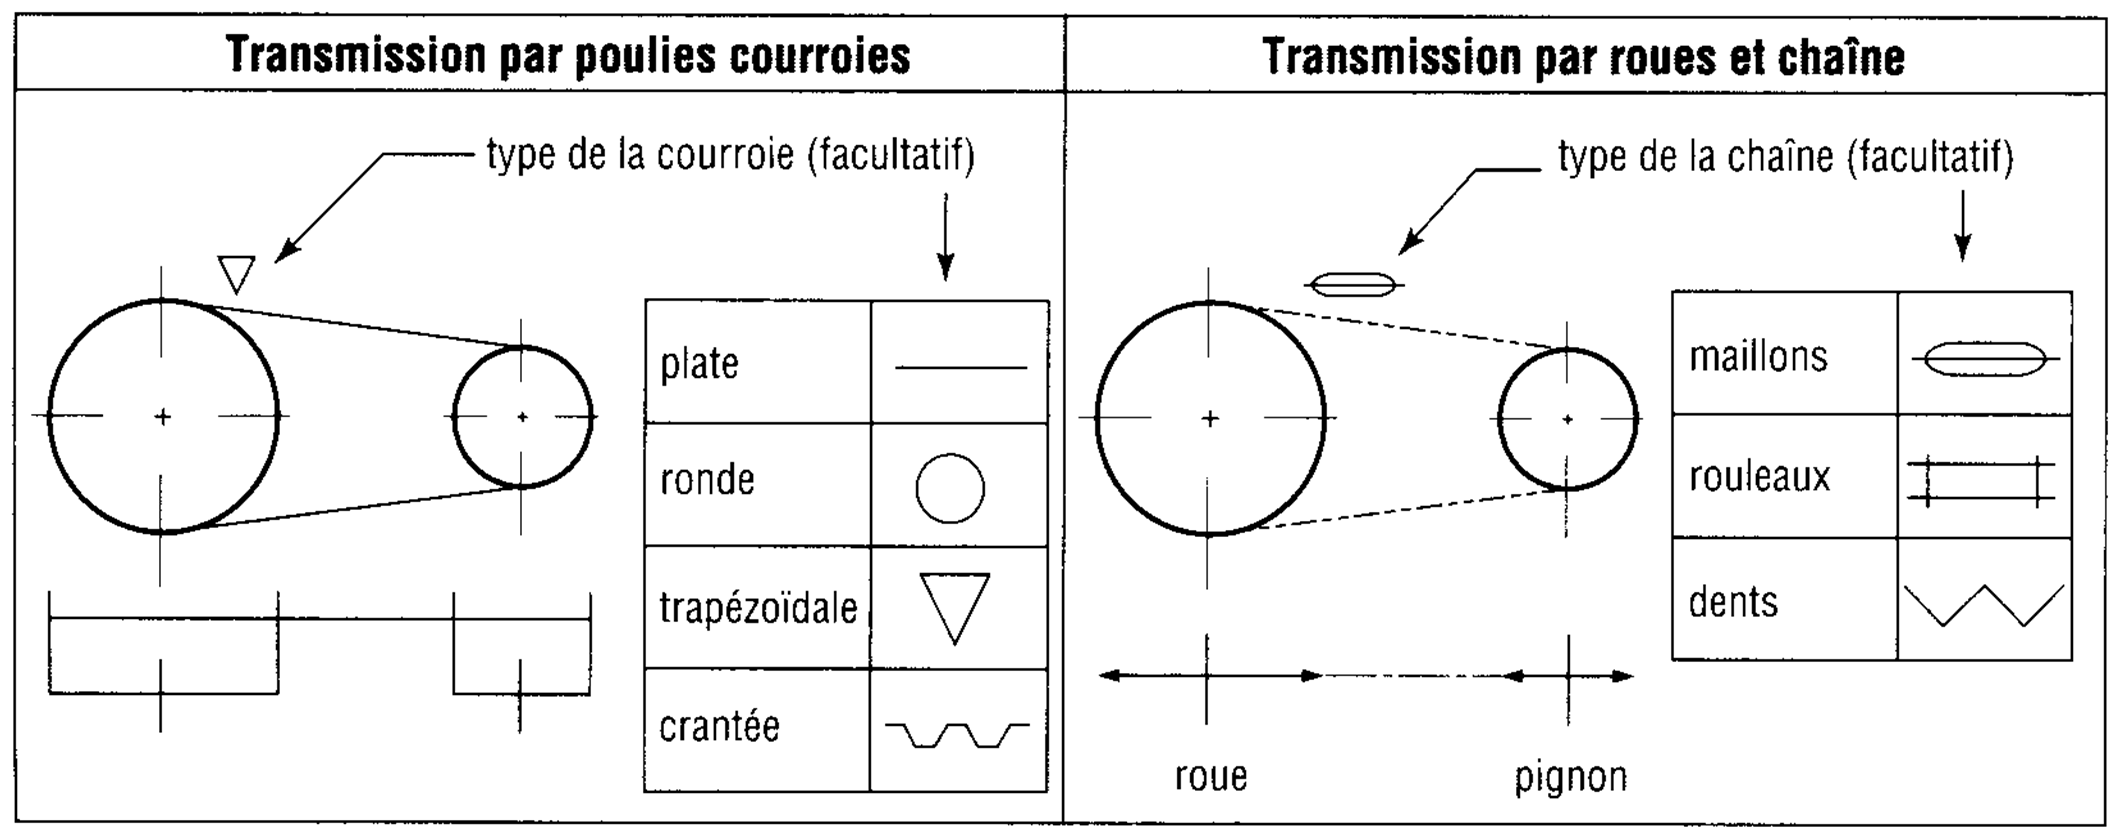 Transmission par poulies courroies
type de la courroie (facultatif)
plate
ronde
trapézoïdale
crantée
Transmission par roues et chaîne
type de la chaîne (facultatif)
maillons
rouleaux
dents
roue
pignon